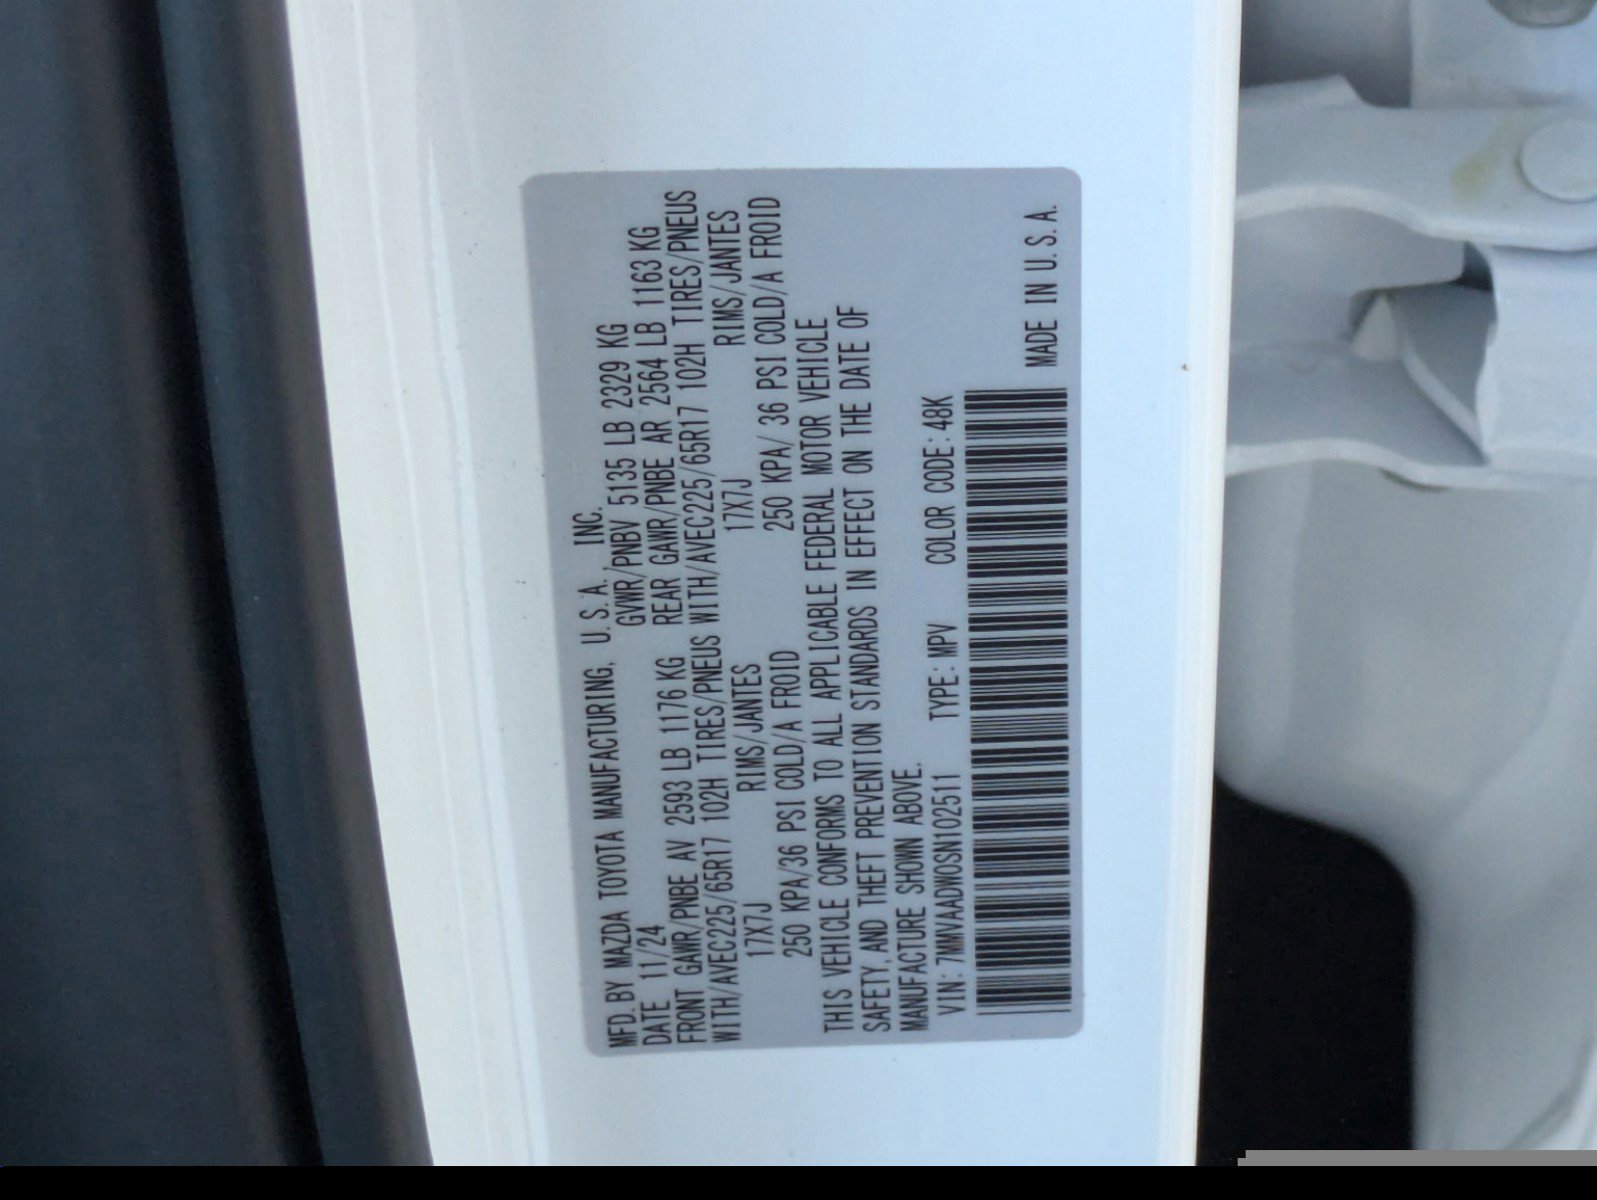 MFD. BY MAZDA TOYOTA MANUFACTURING, U. S. A., INC.
DATE 11/24 GVWR/PNBV 5135 LB 2329 KG
FRONT GAWR/PNBE AV 2593 LB 1176 KG REAR GAWR/PNBE AR 2564 LB 1163 KG
WITH/AVEC225/65R17 102H TIRES/PNEUS WITH/AVEC225/65R17 102H TIRES/PNEUS
17X7J RIMS/JANTES 17X7J RIMS/JANTES
250 KPA/36 PSI COLD/A FROID 250 KPA/ 36 PSI COLD/A FROID
THIS VEHICLE CONFORMS TO ALL APPLICABLE FEDERAL MOTOR VEHICLE
SAFETY, AND THEFT PREVENTION STANDARDS IN EFFECT ON THE DATE OF
MANUFACTURE SHOWN ABOVE.
VIN: 7MMVAADW0SN102511 TYPE: MPV COLOR CODE: 48K
MADE IN U. S. A.